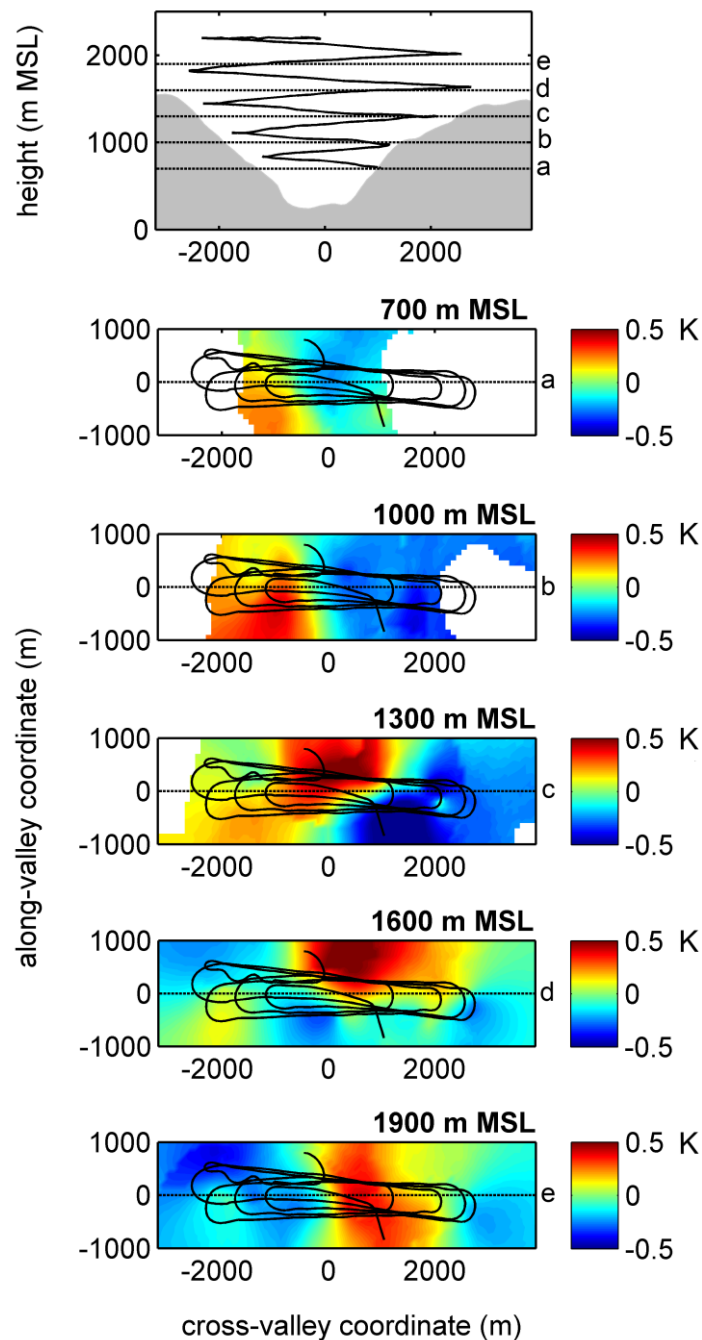 height (m MSL)
2000
1000
0
e
d
c
b
a
-2000 0 2000
700 m MSL
1000
0
-1000
a
0.5 K
0
-0.5
-2000 0 2000
1000 m MSL
1000
0
-1000
b
0.5 K
0
-0.5
-2000 0 2000
along-valley coordinate (m)
1300 m MSL
1000
0
-1000
c
0.5 K
0
-0.5
-2000 0 2000
1600 m MSL
1000
0
-1000
d
0.5 K
0
-0.5
-2000 0 2000
1900 m MSL
1000
0
-1000
e
0.5 K
0
-0.5
-2000 0 2000
cross-valley coordinate (m)